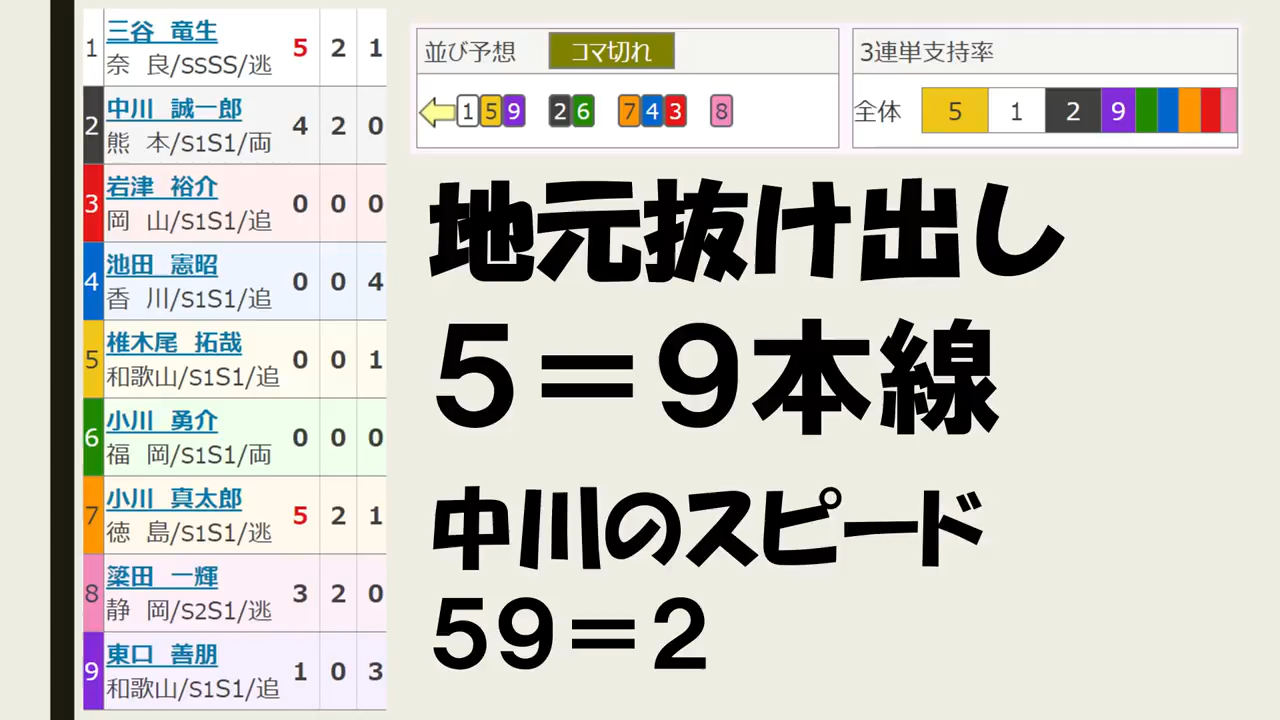 1 三谷 竜生 5 2 1
奈 良/SSSS/逃
2 中川 誠一郎 4 2 0
熊 本/S1S1/両
3 岩津 裕介 0 0 0
岡 山/S1S1/追
4 池田 憲昭 0 0 4
香 川/S1S1/追
5 椎木尾 拓哉 0 0 1
和歌山/S1S1/追
6 小川 勇介 0 0 0
福 岡/S1S1/両
7 小川 真太郎 5 2 1
徳 島/S1S1/逃
8 簗田 一輝 3 2 0
静 岡/S2S1/逃
9 東口 善朋 1 0 3
和歌山/S1S1/追
並び予想 コマ切れ
1 5 9 2 6 7 4 3 8
3連単支持率
全体 5 1 2 9
地元抜け出し
5=9本線
中川のスピード
59=2